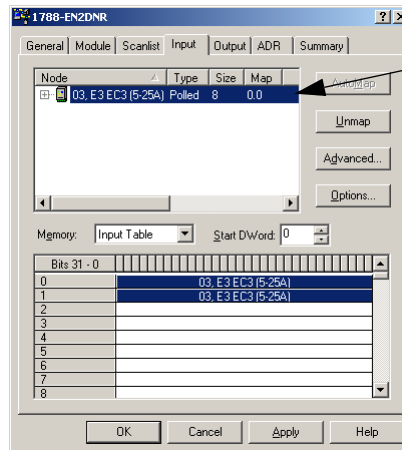 1788-EN2DNR
General Module Scanlist Input Output ADR Summary
Node Type Size Map
03, E3 EC3 (5-25A) Polled 8 0.0
AutoMap
Unmap
Advanced...
Options...
Memory: Input Table Start DWord: 0
Bits 31 - 0
0 03, E3 EC3 (5-25A)
1 03, E3 EC3 (5-25A)
2
3
4
5
6
7
8
OK Cancel Apply Help